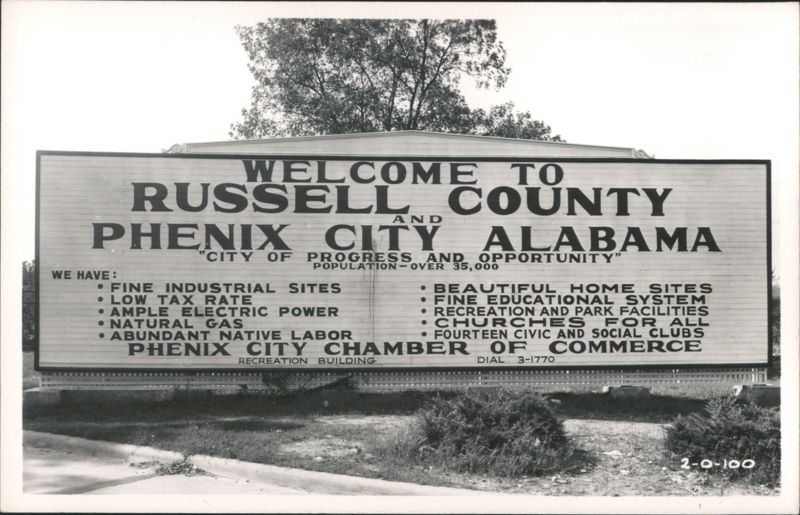 WELCOME TO
RUSSELL COUNTY
AND
PHENIX CITY ALABAMA
"CITY OF PROGRESS AND OPPORTUNITY"
POPULATION—OVER 35,000
WE HAVE:
• FINE INDUSTRIAL SITES
• LOW TAX RATE
• AMPLE ELECTRIC POWER
• NATURAL GAS
• ABUNDANT NATIVE LABOR
• BEAUTIFUL HOME SITES
• FINE EDUCATIONAL SYSTEM
• RECREATION AND PARK FACILITIES
• CHURCHES FOR ALL
• FOURTEEN CIVIC AND SOCIAL CLUBS
PHENIX CITY CHAMBER OF COMMERCE
RECREATION BUILDING DIAL 3-1770
2-0-100